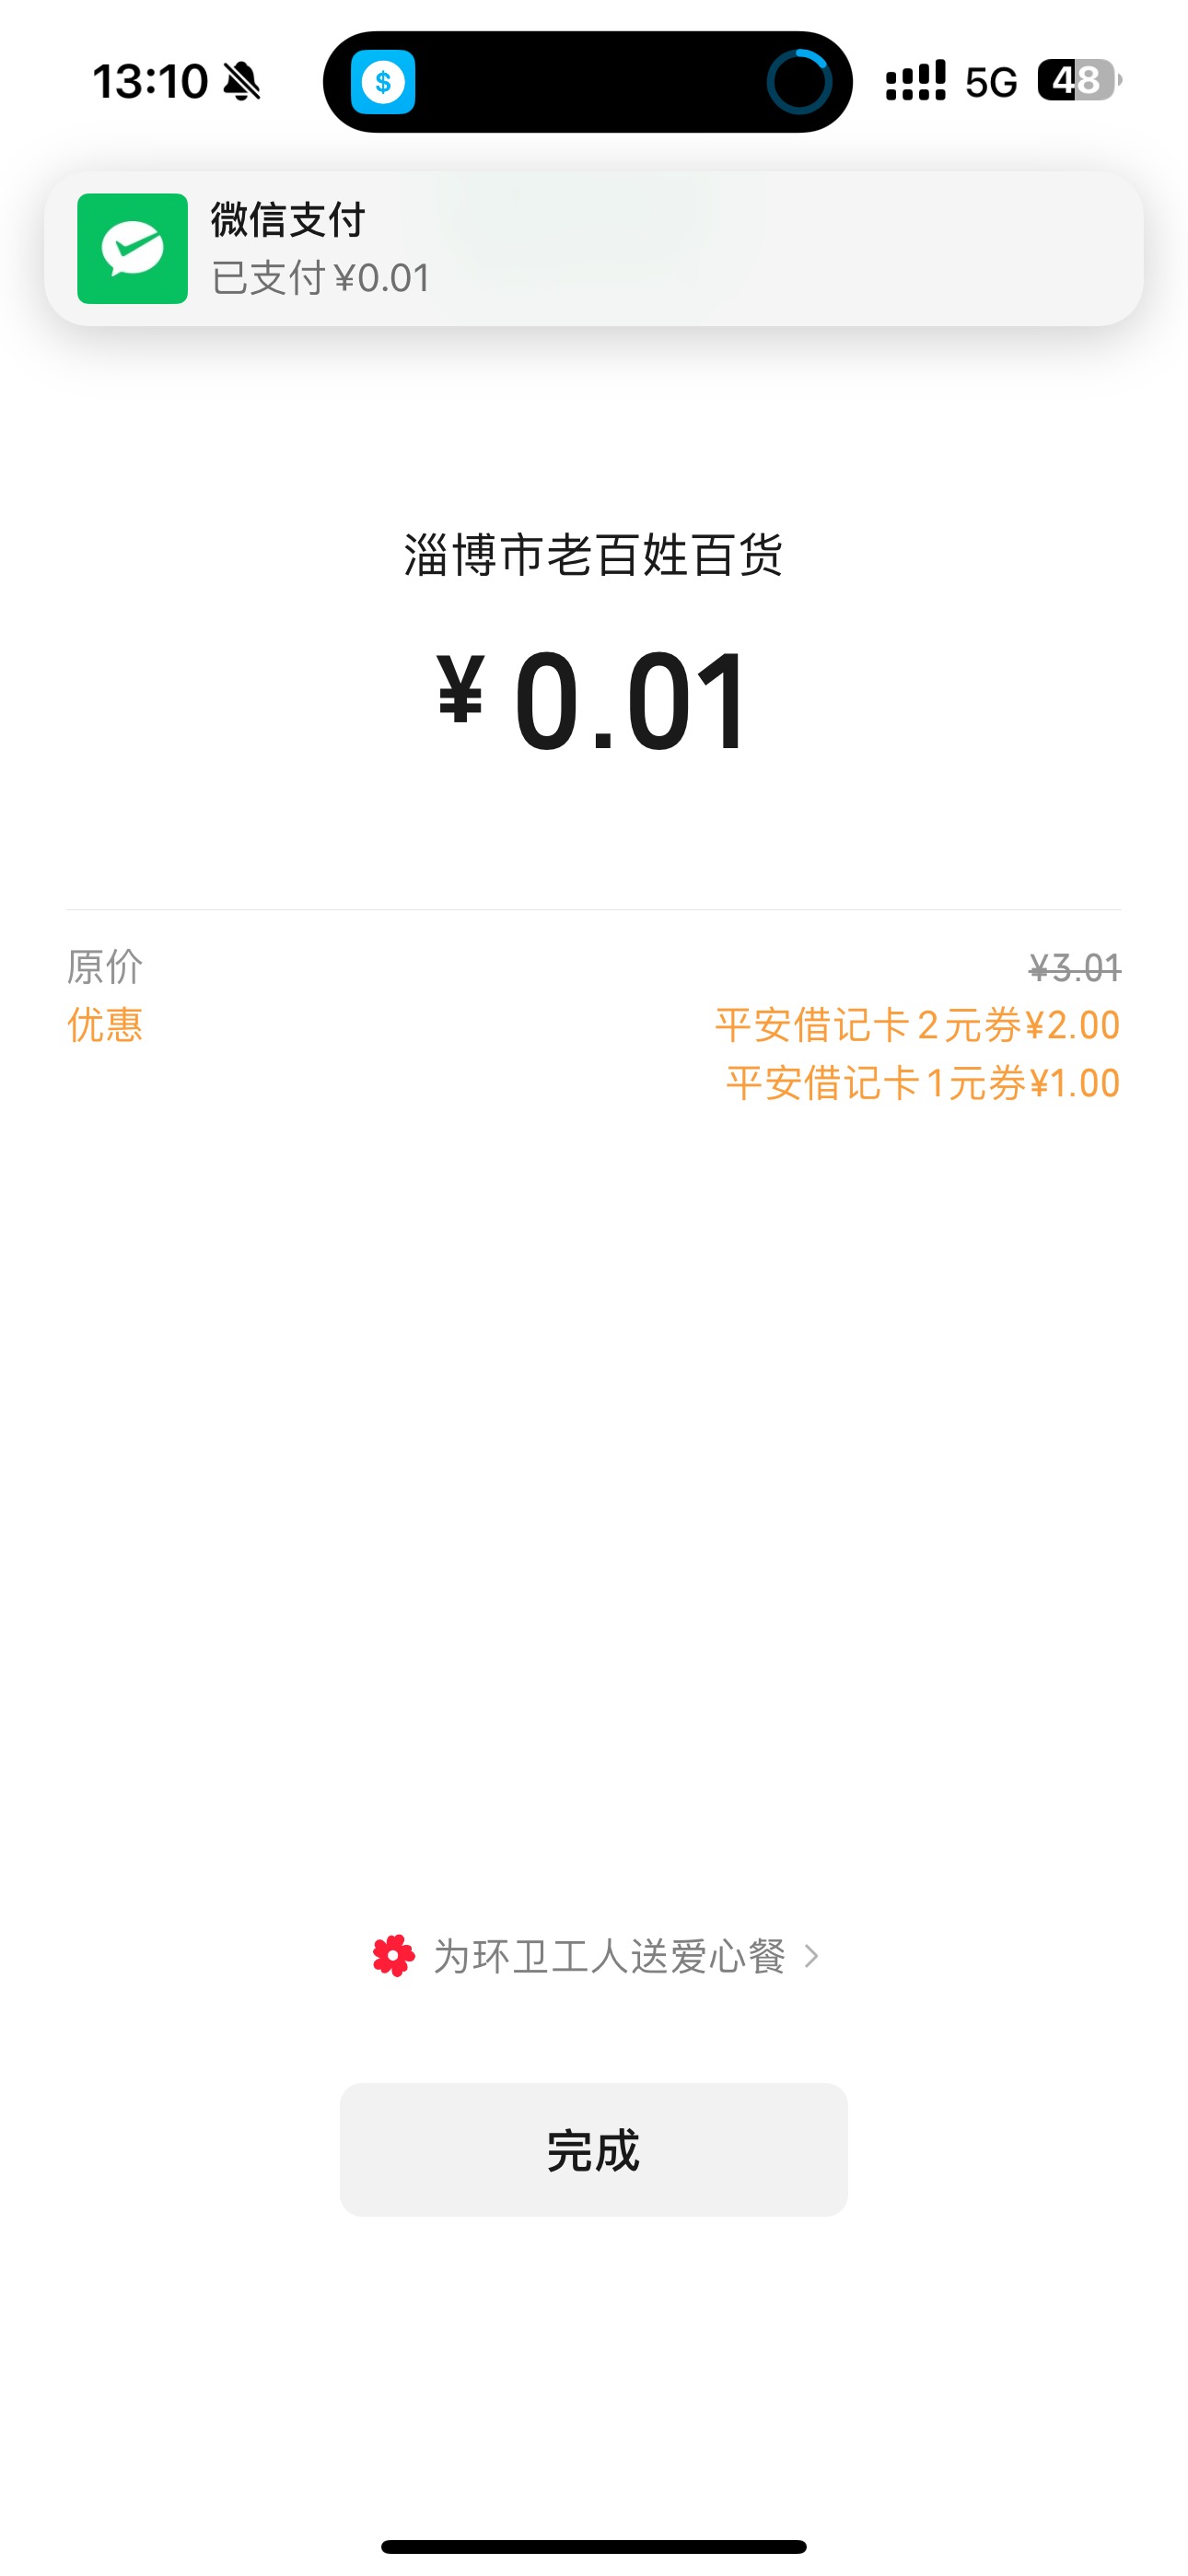 13:10
$
5G
48
微信支付
已支付¥0.01
淄博市老百姓百货
¥0.01
原价 ¥3.01
优惠 平安借记卡2元券¥2.00
平安借记卡1元券¥1.00
为环卫工人送爱心餐
完成